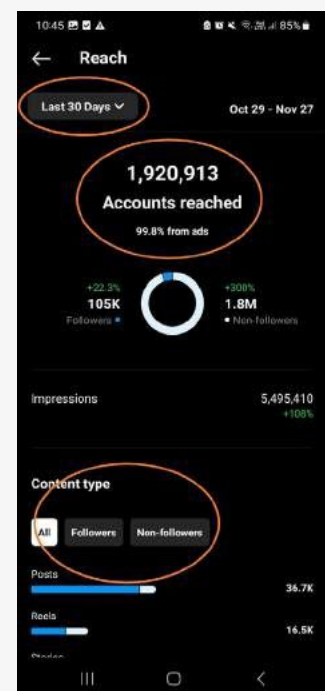 10:45
85%
Reach
Last 30 Days
Oct 29 - Nov 27
1,920,913
Accounts reached
99.8% from ads
+22.3%
+300%
105K
1.8M
Followers
Non-followers
Impressions
5,495,410
+108%
Content type
All
Followers
Non-followers
Posts
36.7K
Reels
16.5K
Stories